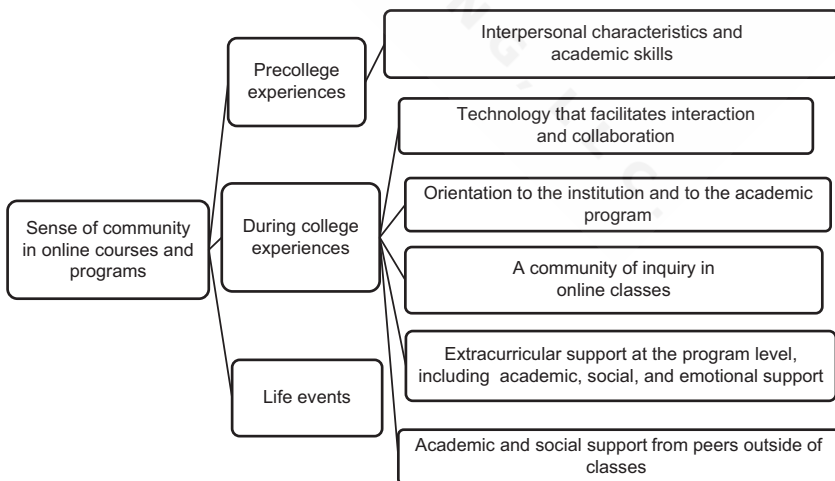 Interpersonal characteristics and
academic skills
Precollege
experiences
Technology that facilitates interaction
and collaboration
Orientation to the institution and to the academic
program
Sense of community
in online courses and
programs
During college
experiences
A community of inquiry in
online classes
Extracurricular support at the program level,
including academic, social, and emotional support
Life events
Academic and social support from peers outside of
classes